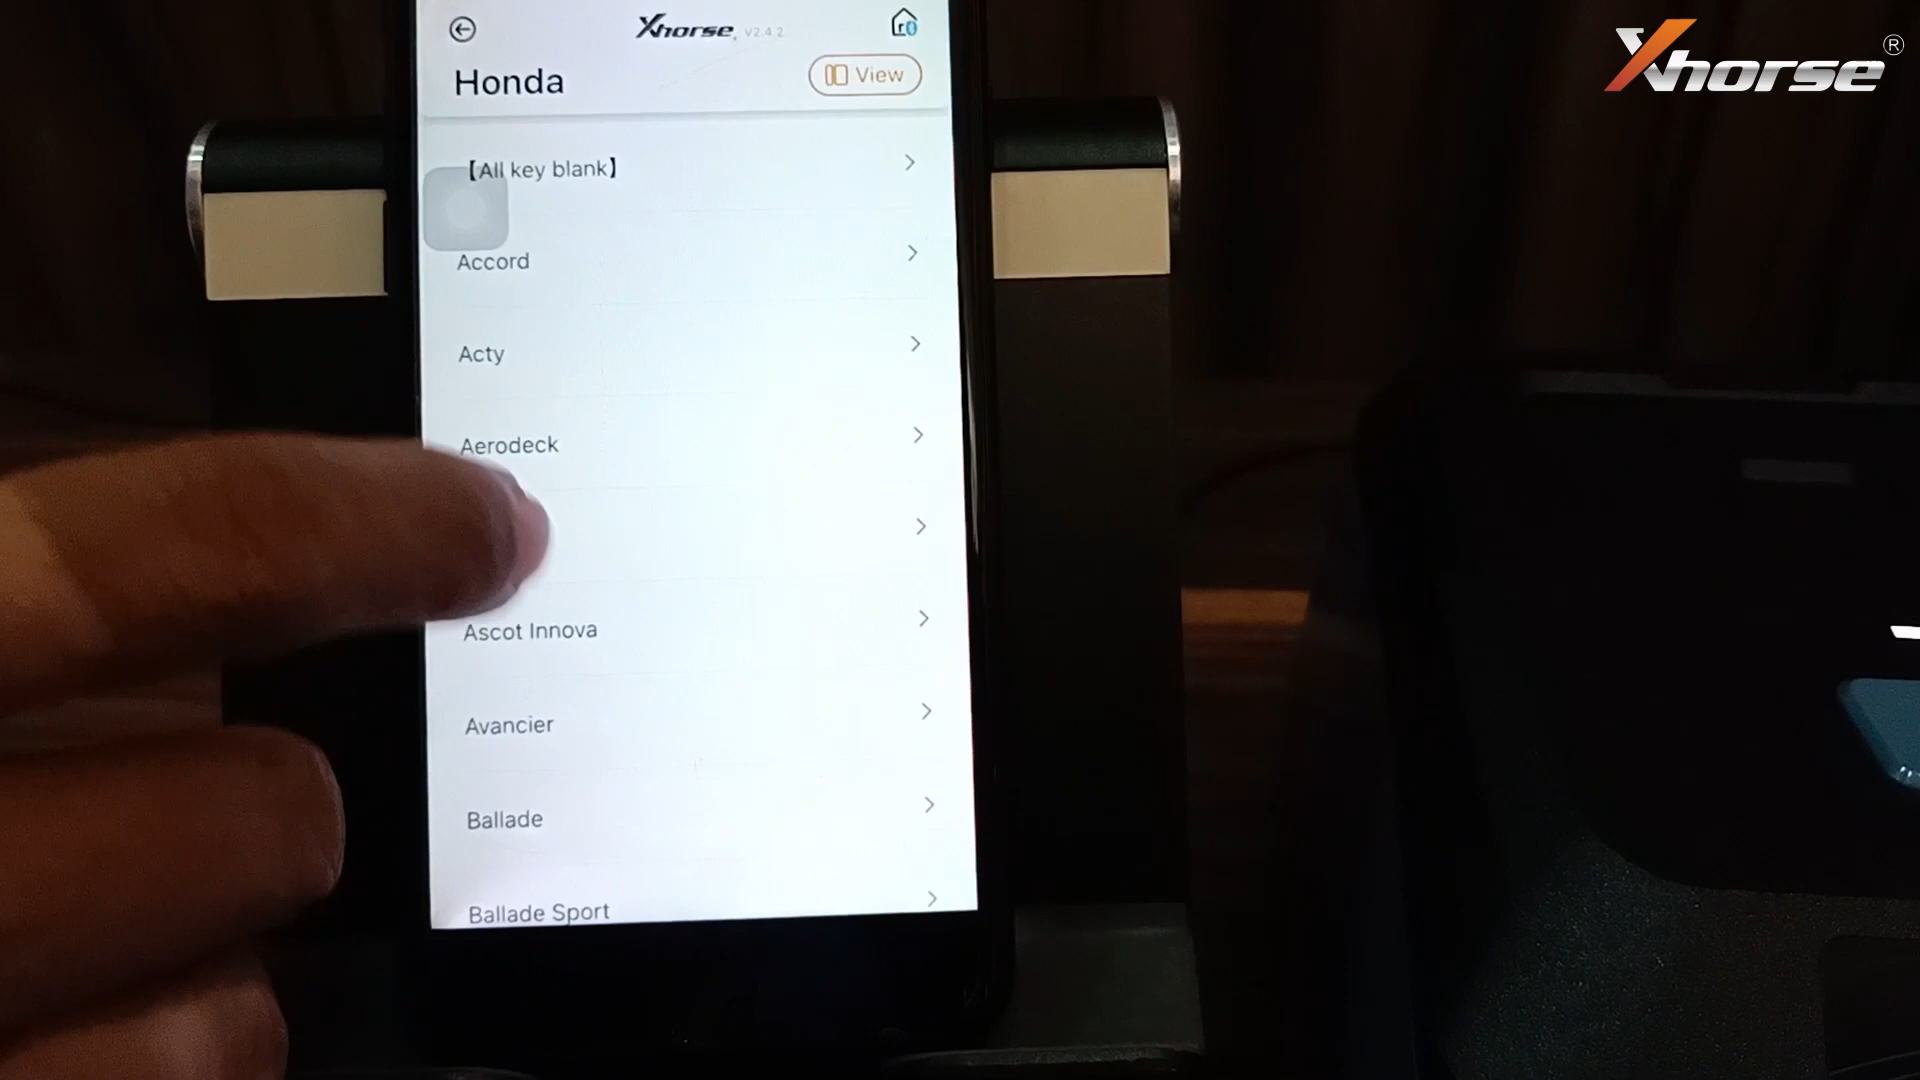 Xhorse V2.4.2
Honda
View
【All key blank】
Accord
Acty
Aerodeck
Ascot Innova
Avancier
Ballade
Ballade Sport
Xhorse®